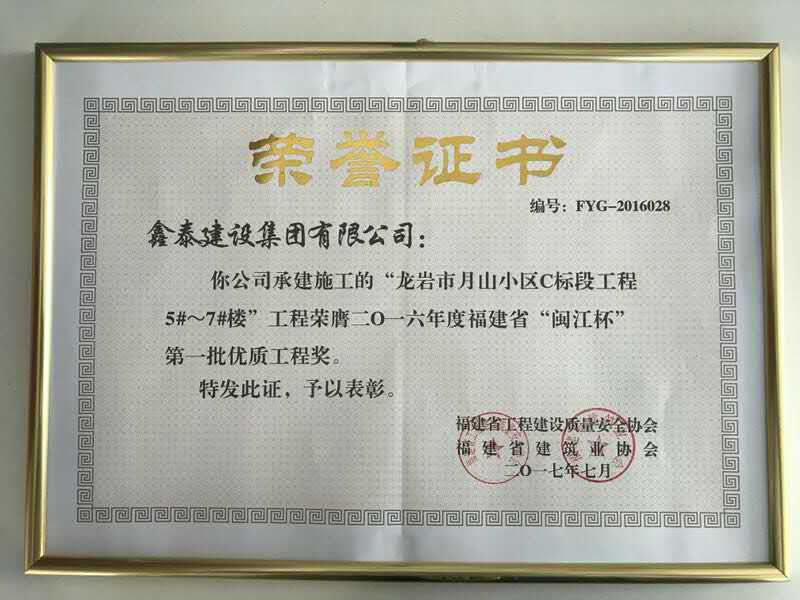 荣誉证书
编号：FYG-2016028
鑫泰建设集团有限公司：
你公司承建施工的“龙岩市月山小区C标段工程
5#～7#楼”工程荣膺二O一六年度福建省“闽江杯”
第一批优质工程奖。
特发此证，予以表彰。
福建省工程建设质量安全协会
福建省建筑业协会
二O一七年七月